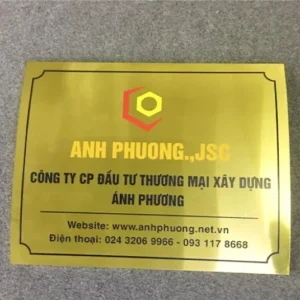 ANH PHUONG.,JSC
CÔNG TY CP ĐẦU TƯ THƯƠNG MẠI XÂY DỰNG
ÁNH PHƯƠNG
Website: www.anhphuong.net.vn
Điện thoại: 024 3206 9966 - 093 117 8668